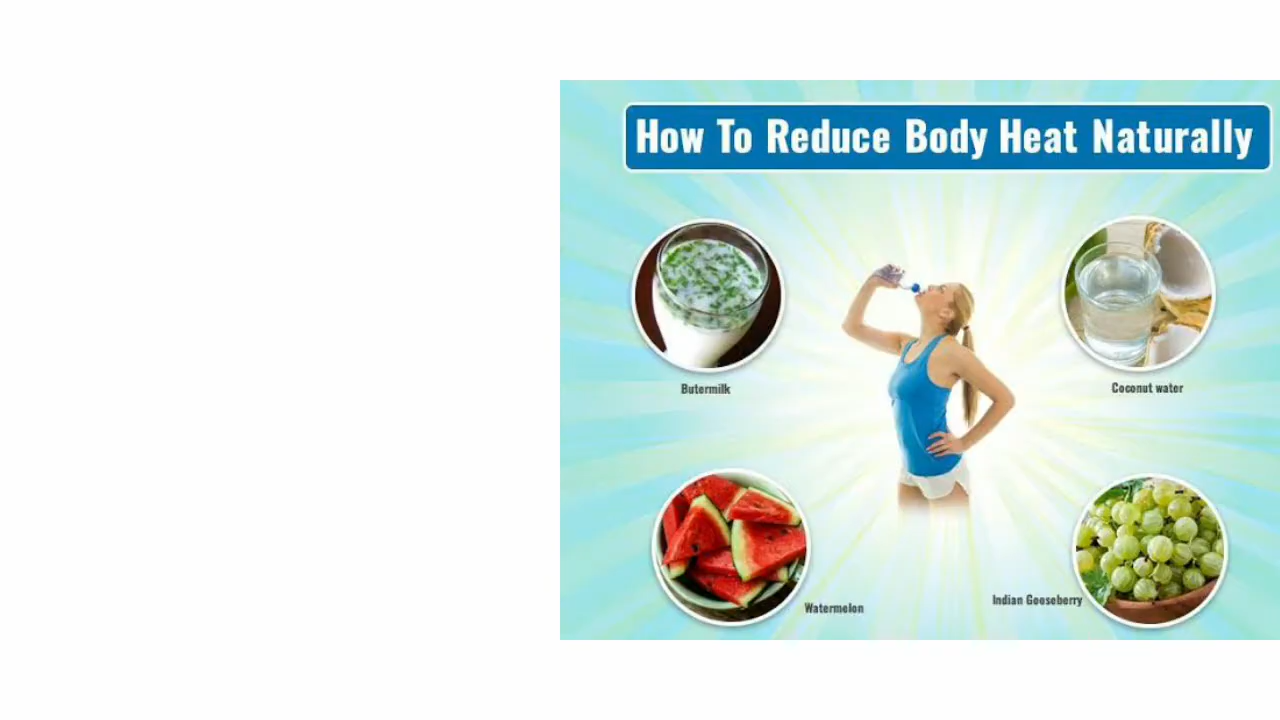 How To Reduce Body Heat Naturally
Butermilk
Coconut water
Watermelon
Indian Gooseberry